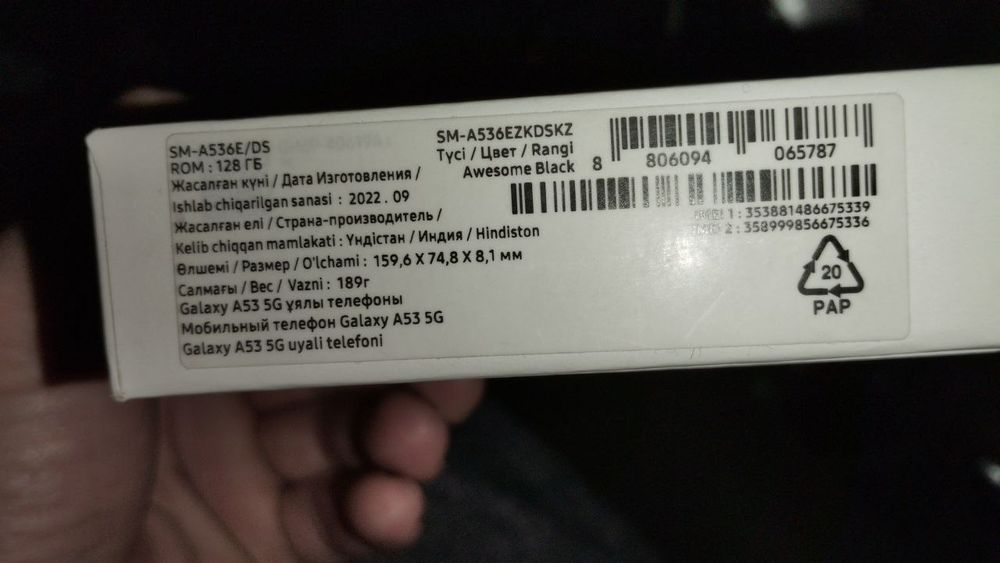 SM-A536E/DS
ROM : 128 ГБ
Жасалған күні / Дата Изготовления /
Ishlab chiqarilgan sanasi : 2022 . 09
Жасалған елі / Страна-производитель /
Kelib chiqqan mamlakati : Үндістан / Индия / Hindiston
Өлшемі / Размер / O'lchami : 159,6 X 74,8 X 8,1 мм
Салмағы / Вес / Vazni : 189г
Galaxy A53 5G ұялы телефоны
Мобильный телефон Galaxy A53 5G
Galaxy A53 5G uyali telefoni
SM-A536EZKDSKZ
Түсі / Цвет / Rangi
Awesome Black
8 806094 065787
1 : 353881486675339
2 : 358999856675336
20
PAP